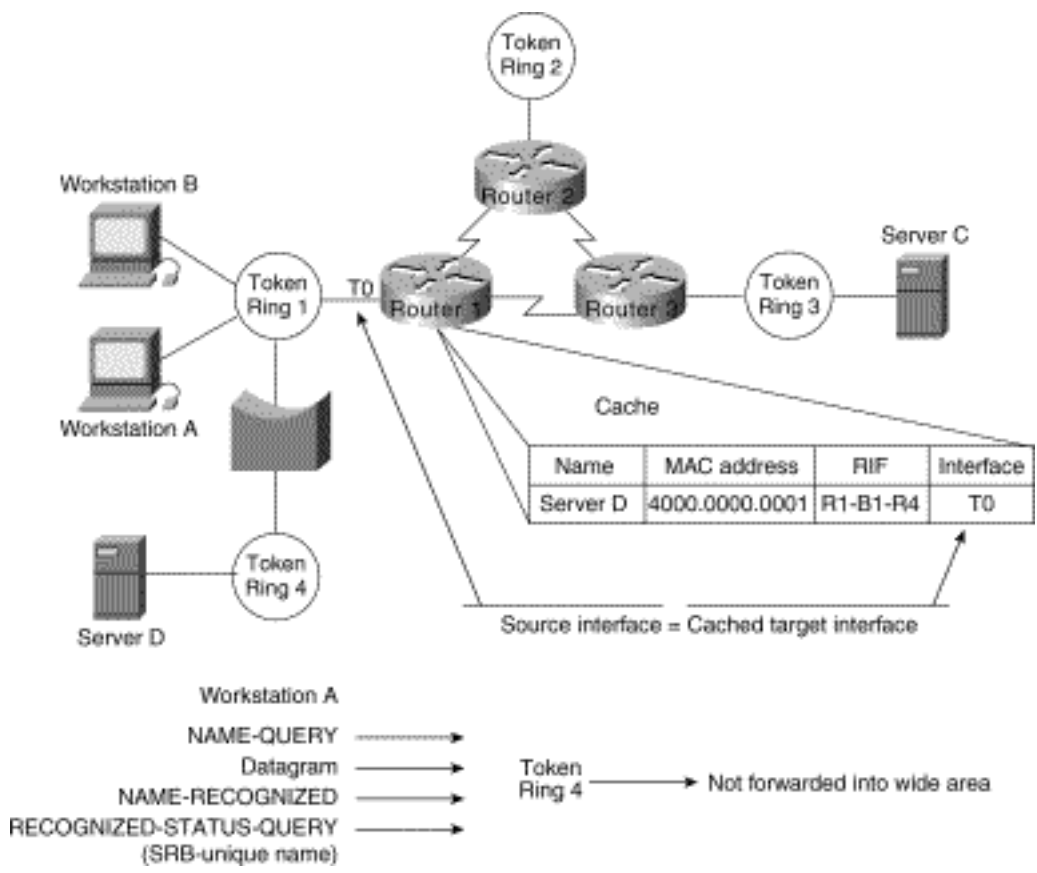 Token
Ring 2
Workstation B
Router 2
Server C
Token
Ring 1
T0
Router 1
Router 3
Token
Ring 3
Workstation A
Cache
Name MAC address RIF Interface
Server D 4000.0000.0001 R1-B1-R4 T0
Token
Ring 4
Server D
Source interface = Cached target interface
Workstation A
NAME-QUERY
Datagram
NAME-RECOGNIZED
RECOGNIZED-STATUS-QUERY
(SRB-unique name)
Token
Ring 4
Not forwarded into wide area